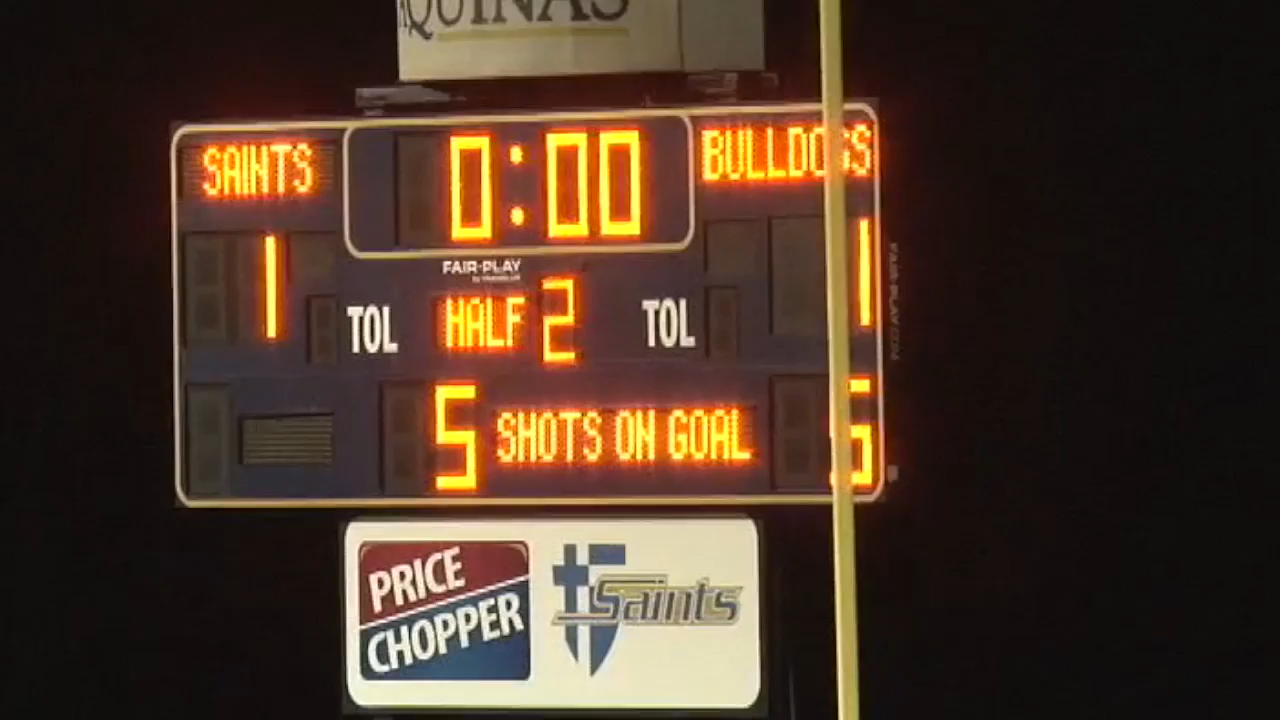 AQUINAS
SAINTS 0:00 BULLDOGS
1 1
FAIR-PLAY
TOL HALF 2 TOL
5 SHOTS ON GOAL
PRICE
CHOPPER
Saints